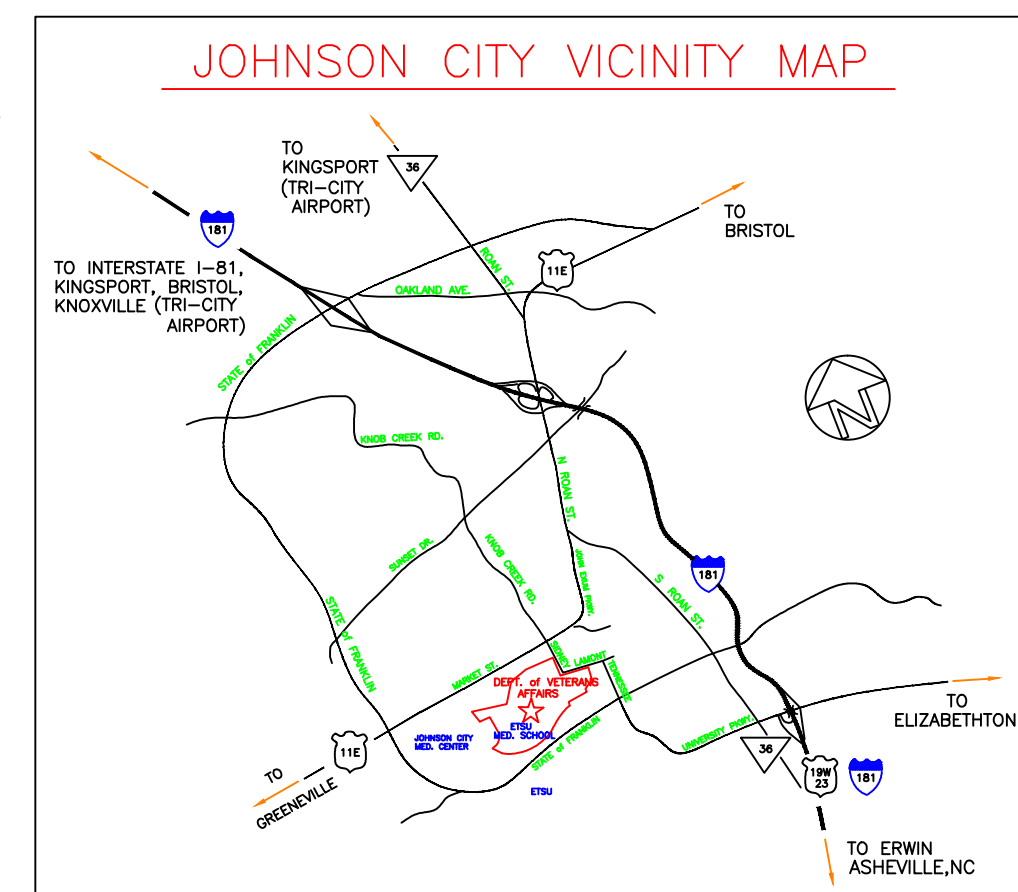 JOHNSON CITY VICINITY MAP
TO
KINGSPORT
(TRI-CITY
AIRPORT)
36
181
TO
BRISTOL
11E
TO INTERSTATE I-81,
KINGSPORT, BRISTOL,
KNOXVILLE (TRI-CITY
AIRPORT)
ROAN ST.
OAKLAND AVE.
STATE of FRANKLIN
N
KNOB CREEK RD.
N ROAN ST.
SUNSET DR.
KNOB CREEK RD.
JOHN EXUM PKWY.
181
S ROAN ST.
STATE of FRANKLIN
MARKET ST.
SIDNEY LAMONT
TENNESSEE
DEPT. of VETERANS
AFFAIRS
ETSU
MED. SCHOOL
JOHNSON CITY
MED. CENTER
STATE of FRANKLIN
UNIVERSITY PKWY.
TO
ELIZABETHTON
11E
36
19W
23
181
TO
GREENEVILLE
ETSU
TO ERWIN
ASHEVILLE,NC